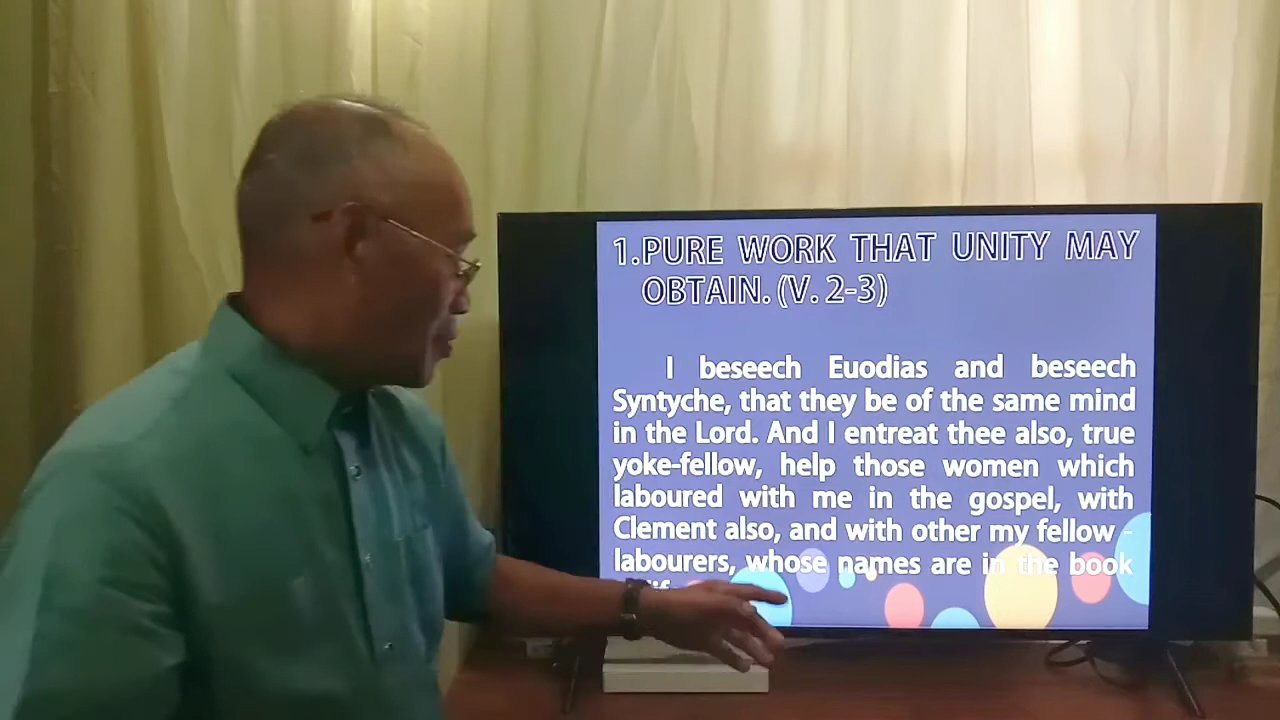 1.PURE WORK THAT UNITY MAY
OBTAIN. (V. 2-3)
I beseech Euodias and beseech
Syntyche, that they be of the same mind
in the Lord. And I entreat thee also, true
yoke-fellow, help those women which
laboured with me in the gospel, with
Clement also, and with other my fellow -
labourers, whose names are in the book